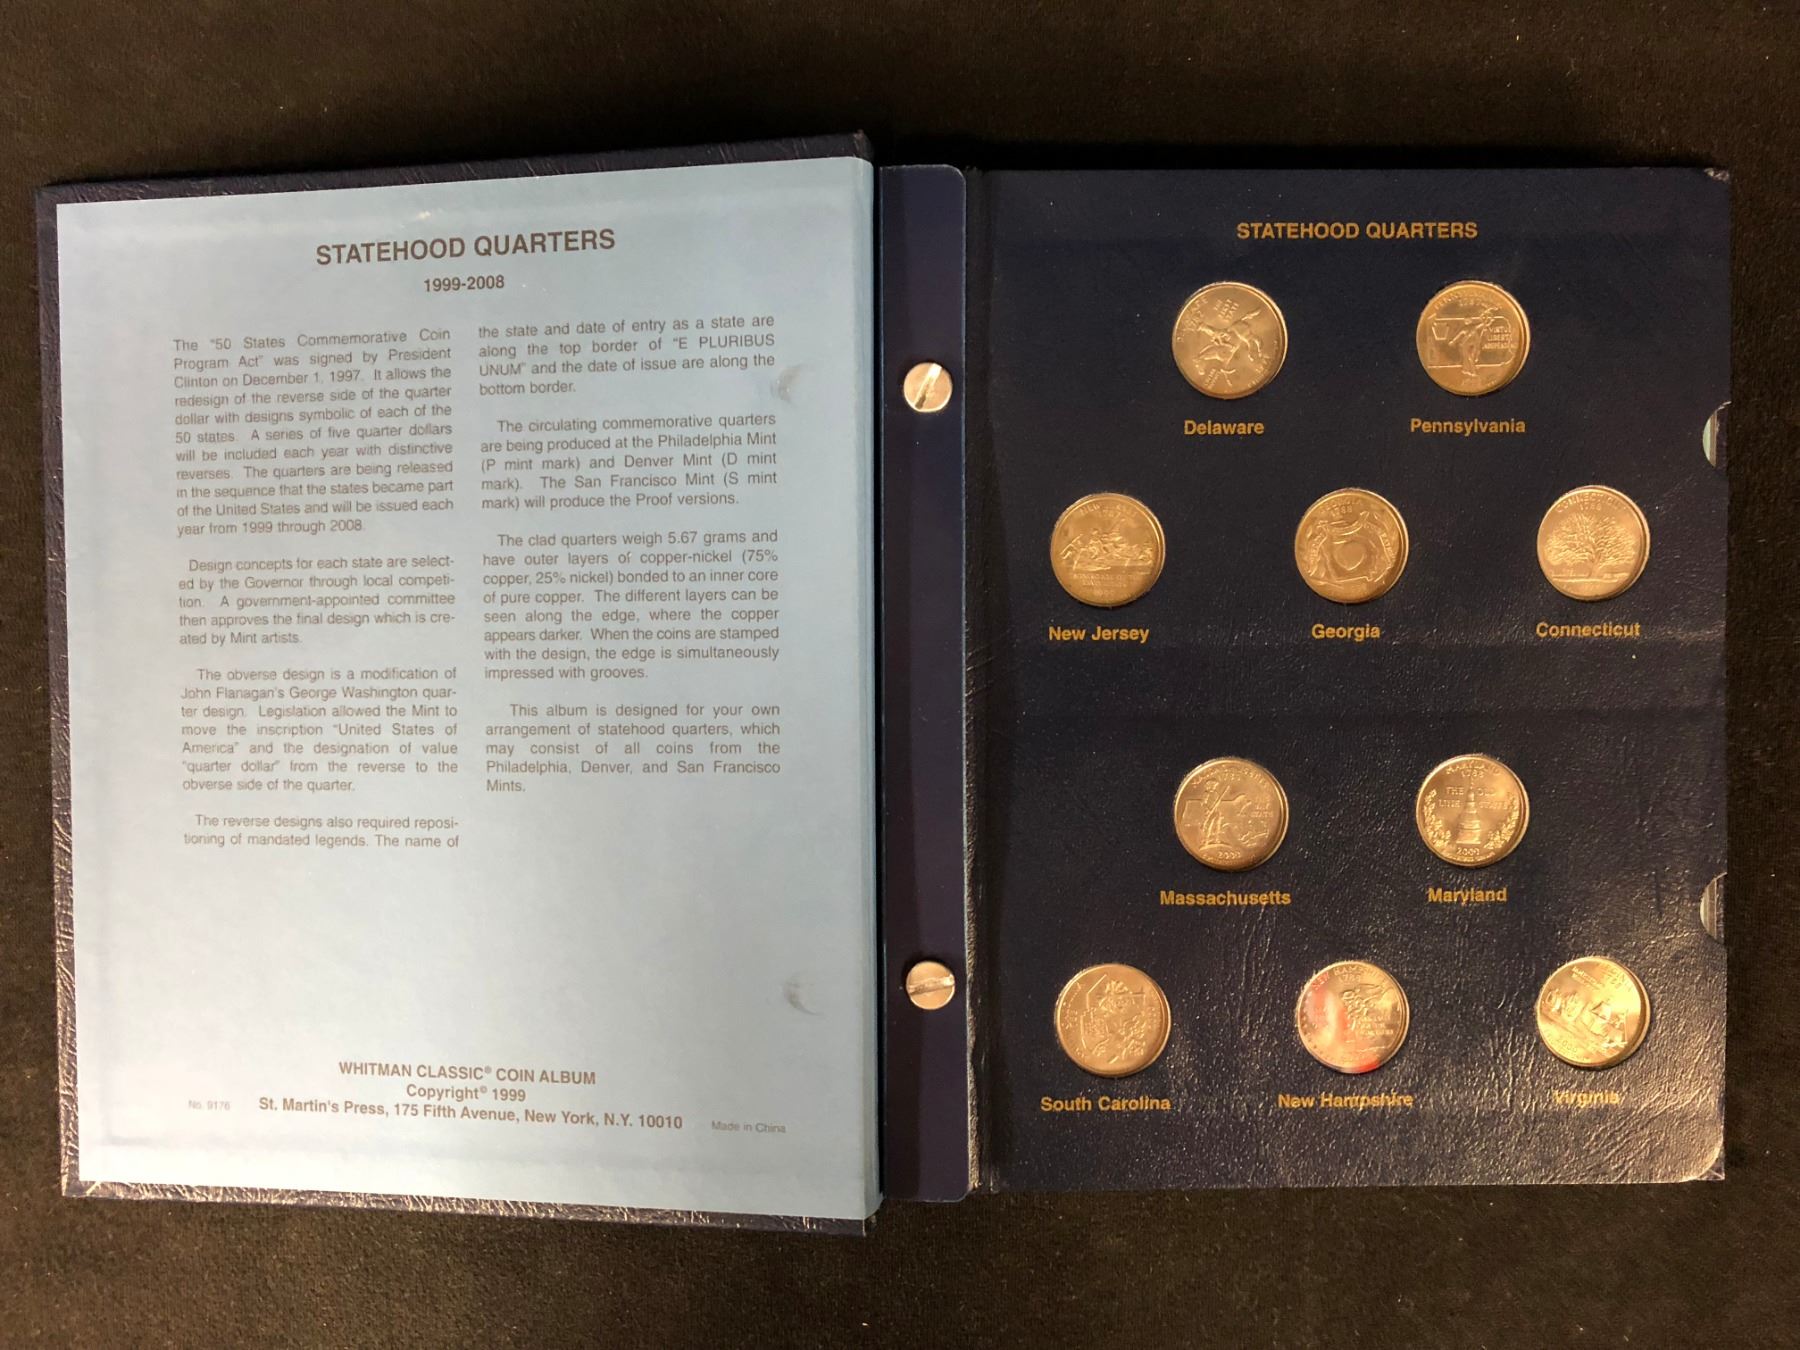 STATEHOOD QUARTERS
1999-2008
The "50 States Commemorative Coin
Program Act" was signed by President
Clinton on December 1, 1997. It allows the
redesign of the reverse side of the quarter
dollar with designs symbolic of each of the
50 states. A series of five quarter dollars
will be included each year with distinctive
reverses. The quarters are being released
in the sequence that the states became part
of the United States and will be issued each
year from 1999 through 2008.
Design concepts for each state are select-
ed by the Governor through local competi-
tion. A government-appointed committee
then approves the final design which is cre-
ated by Mint artists.
The obverse design is a modification of
John Flanagan's George Washington quar-
ter design. Legislation allowed the Mint to
move the inscription "United States of
America" and the designation of value
"quarter dollar" from the reverse to the
obverse side of the quarter.
The reverse designs also required reposi-
tioning of mandated legends. The name of
the state and date of entry as a state are
along the top border of "E PLURIBUS
UNUM" and the date of issue are along the
bottom border.
The circulating commemorative quarters
are being produced at the Philadelphia Mint
(P mint mark) and Denver Mint (D mint
mark). The San Francisco Mint (S mint
mark) will produce the Proof versions.
The clad quarters weigh 5.67 grams and
have outer layers of copper-nickel (75%
copper, 25% nickel) bonded to an inner core
of pure copper. The different layers can be
seen along the edge, where the copper
appears darker. When the coins are stamped
with the design, the edge is simultaneously
impressed with grooves.
This album is designed for your own
arrangement of statehood quarters, which
may consist of all coins from the
Philadelphia, Denver, and San Francisco
Mints.
WHITMAN CLASSIC® COIN ALBUM
Copyright© 1999
No. 9176 St. Martin's Press, 175 Fifth Avenue, New York, N.Y. 10010 Made in China
STATEHOOD QUARTERS
Delaware Pennsylvania
New Jersey Georgia Connecticut
MARYLAND
1788
THE OLD
LINE STATE
2000 2000
Massachusetts Maryland
South Carolina New Hampshire Virginia